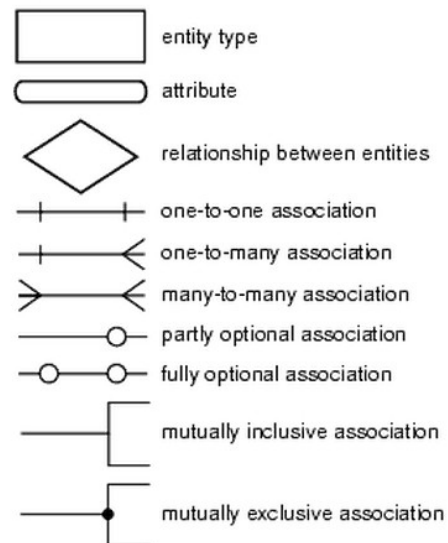 entity type
attribute
relationship between entities
one-to-one association
one-to-many association
many-to-many association
partly optional association
fully optional association
mutually inclusive association
mutually exclusive association